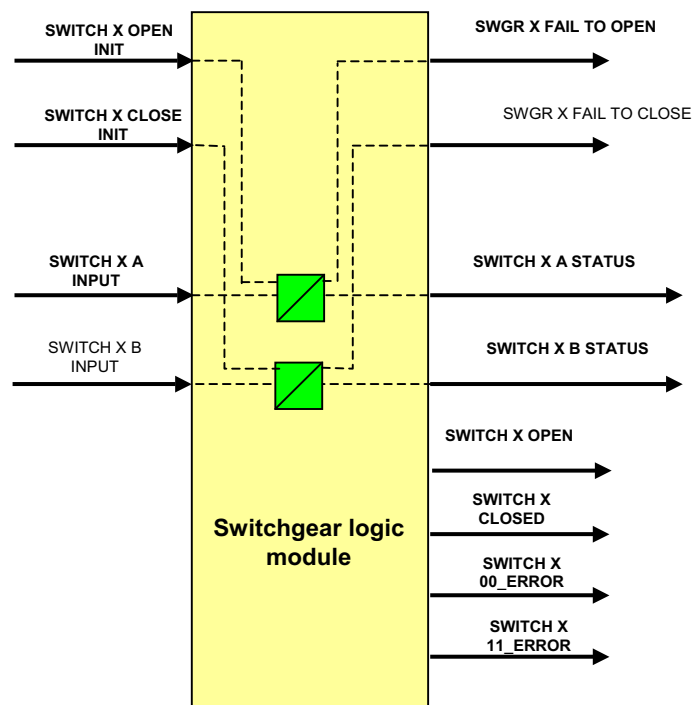 SWITCH X OPEN
INIT
SWGR X FAIL TO OPEN
SWITCH X CLOSE
INIT
SWGR X FAIL TO CLOSE
SWITCH X A
INPUT
SWITCH X A STATUS
SWITCH X B
INPUT
SWITCH X B STATUS
SWITCH X OPEN
SWITCH X
CLOSED
Switchgear logic
module
SWITCH X
00_ERROR
SWITCH X
11_ERROR